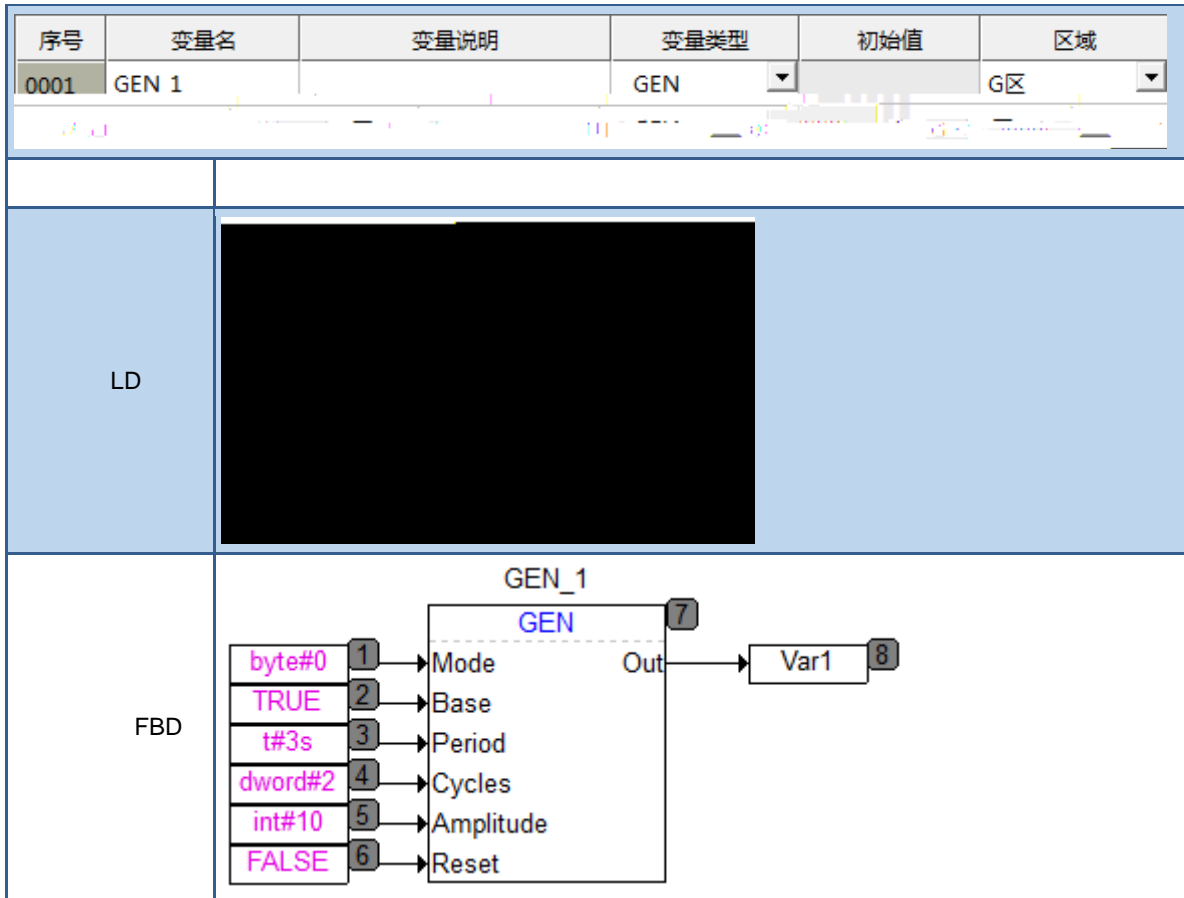 序号 变量名 变量说明 变量类型 初始值 区域
0001 GEN 1 GEN G区
LD
FBD
GEN_1
GEN 7
byte#0 1 Mode Out Var1 8
TRUE 2 Base
t#3s 3 Period
dword#2 4 Cycles
int#10 5 Amplitude
FALSE 6 Reset